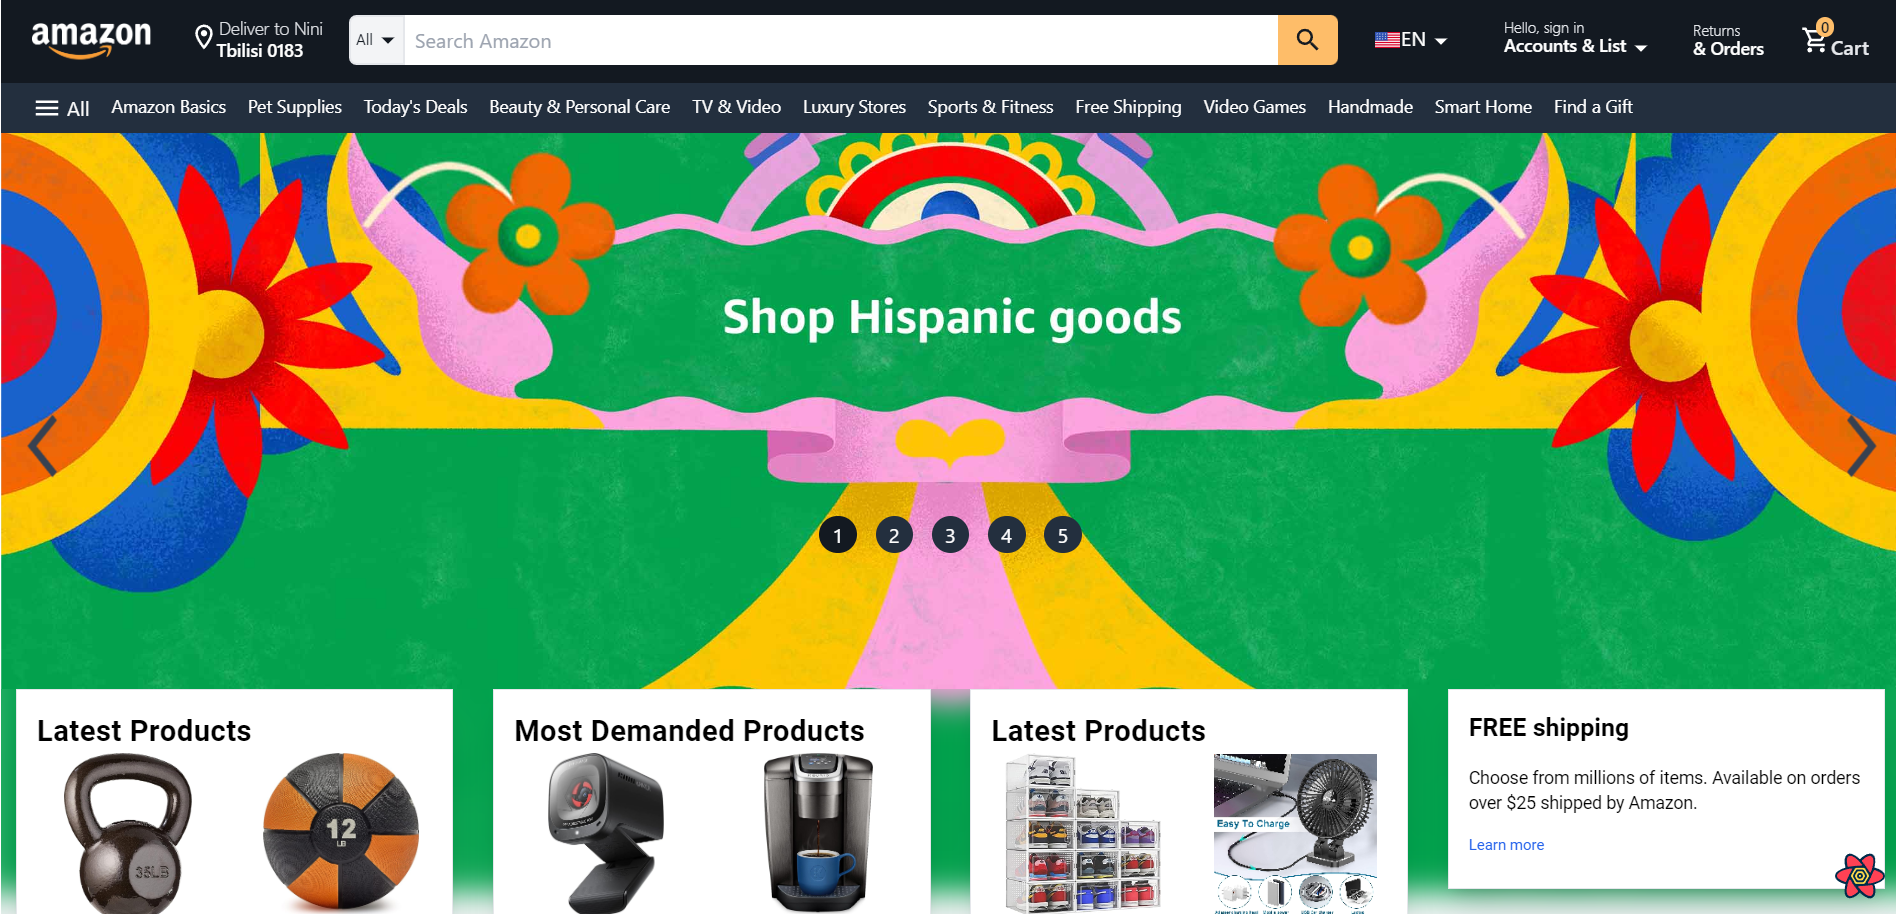 amazon
Deliver to Nini
Tbilisi 0183
All
Search Amazon
EN
Hello, sign in
Accounts & List
Returns
& Orders
0
Cart
All
Amazon Basics
Pet Supplies
Today's Deals
Beauty & Personal Care
TV & Video
Luxury Stores
Sports & Fitness
Free Shipping
Video Games
Handmade
Smart Home
Find a Gift
Shop Hispanic goods
1
2
3
4
5
Latest Products
35LB
12
LB
Most Demanded Products
Latest Products
Easy To Charge
FREE shipping
Choose from millions of items. Available on orders
over $25 shipped by Amazon.
Learn more